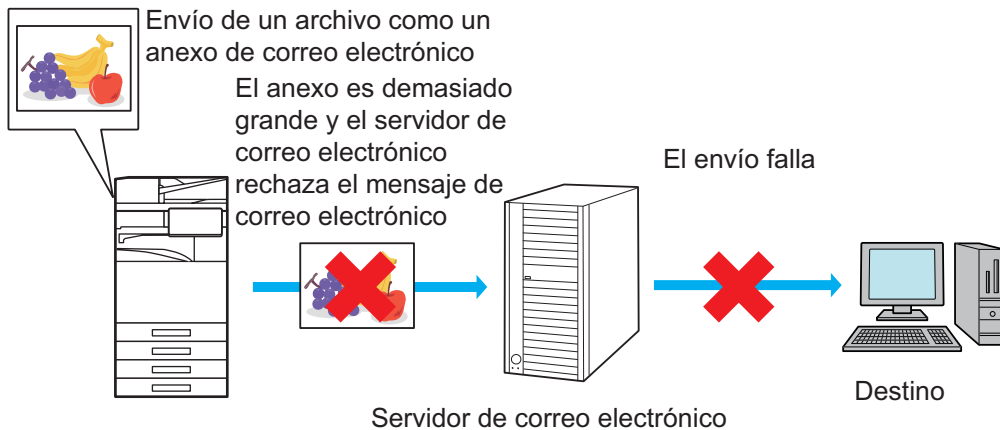 Envío de un archivo como un
anexo de correo electrónico
El anexo es demasiado
grande y el servidor de
correo electrónico
rechaza el mensaje de
correo electrónico
El envío falla
Destino
Servidor de correo electrónico